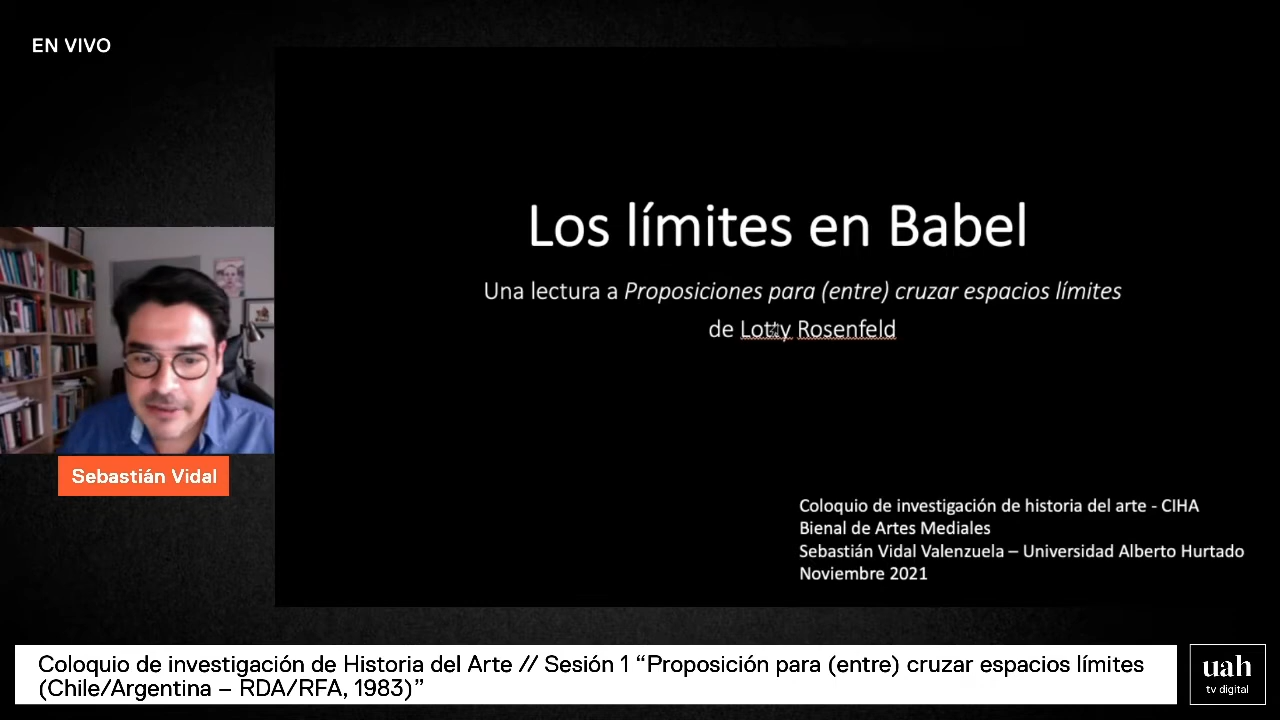 EN VIVO
Los límites en Babel
Una lectura a Proposiciones para (entre) cruzar espacios límites
de Lotty Rosenfeld
Sebastián Vidal
Coloquio de investigación de historia del arte - CIHA
Bienal de Artes Mediales
Sebastián Vidal Valenzuela – Universidad Alberto Hurtado
Noviembre 2021
Coloquio de investigación de Historia del Arte // Sesión 1 “Proposición para (entre) cruzar espacios límites
(Chile/Argentina – RDA/RFA, 1983)”
uah
tv digital